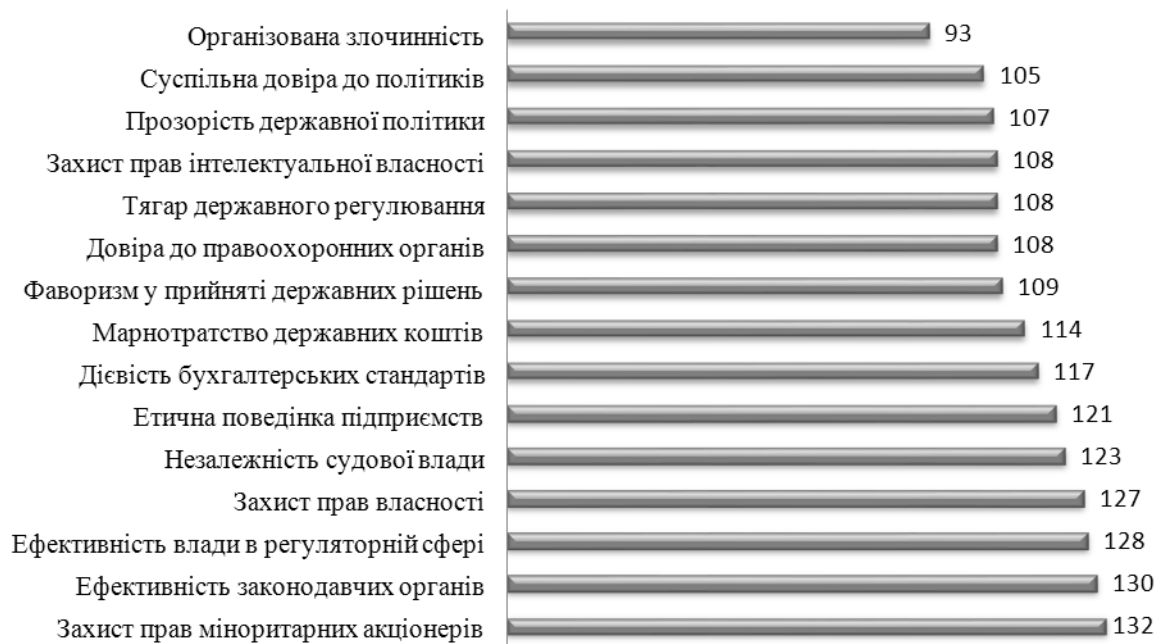 Організована злочинність 93
Суспільна довіра до політиків 105
Прозорість державної політики 107
Захист прав інтелектуальної власності 108
Тягар державного регулювання 108
Довіра до правоохоронних органів 108
Фаворизм у прийняті державних рішень 109
Марнотратство державних коштів 114
Дієвість бухгалтерських стандартів 117
Етична поведінка підприємств 121
Незалежність судової влади 123
Захист прав власності 127
Ефективність влади в регуляторній сфері 128
Ефективність законодавчих органів 130
Захист прав міноритарних акціонерів 132